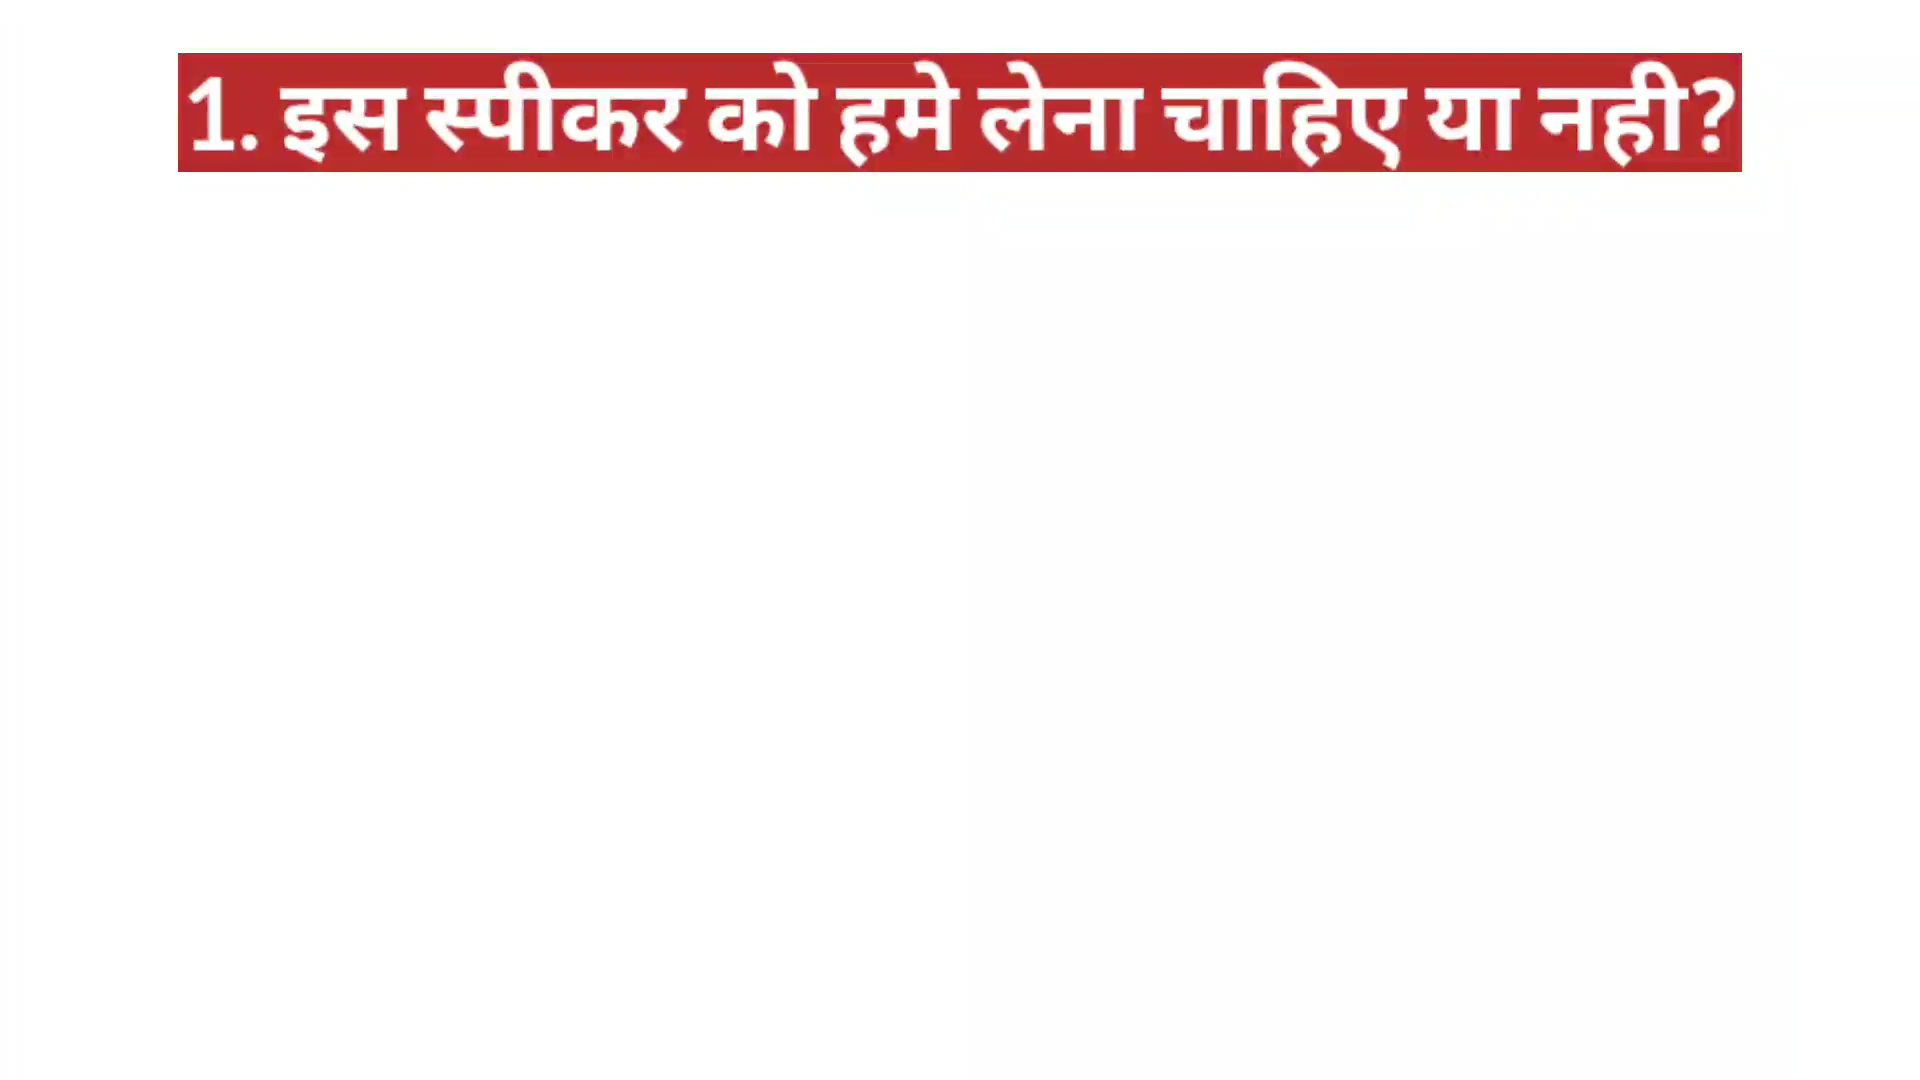 1. इस स्पीकर को हमे लेना चाहिए या नही?